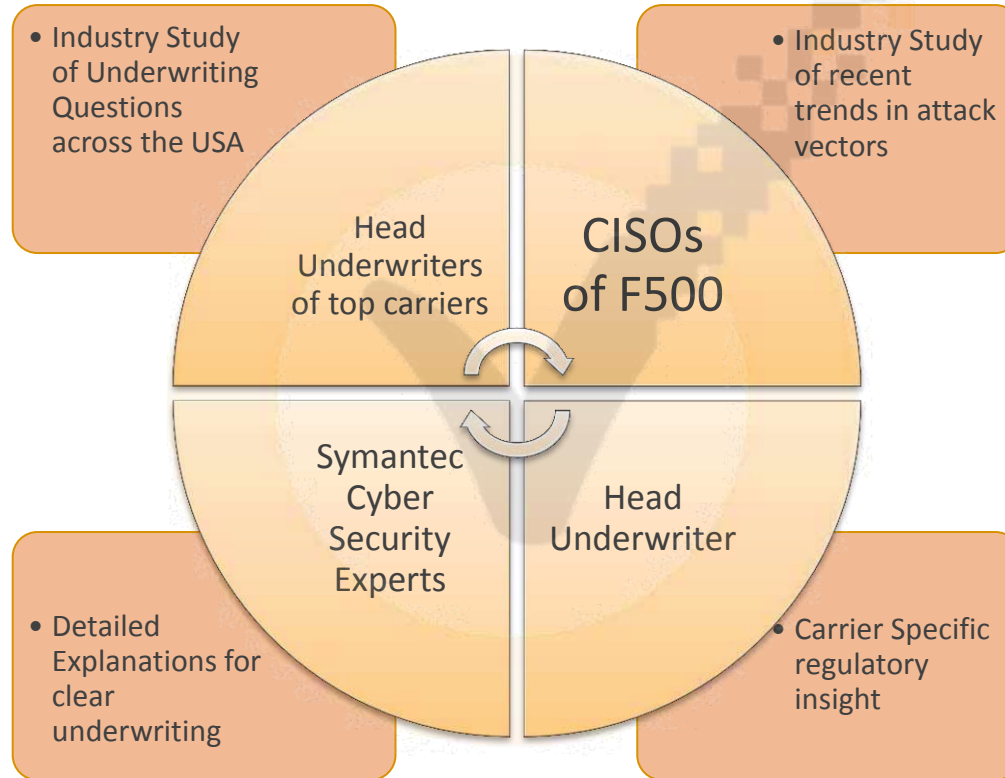 • Industry Study
of Underwriting
Questions
across the USA
• Industry Study
of recent
trends in attack
vectors
Head
Underwriters
of top carriers
CISOs
of F500
Symantec
Cyber
Security
Experts
Head
Underwriter
• Detailed
Explanations for
clear
underwriting
• Carrier Specific
regulatory
insight